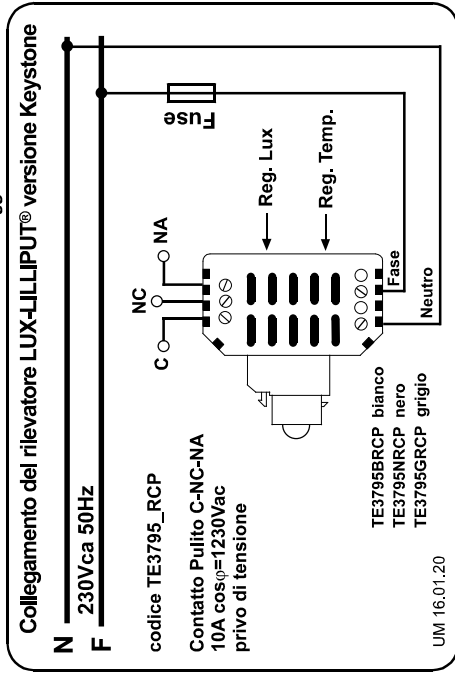 Collegamento del rilevatore LUX-LILLIPUT® versione Keystone
N
230Vca 50Hz
F
Fuse
codice TE3795_RCP
Contatto Pulito C-NC-NA
10A cosφ=1230Vac
privo di tensione
C
NC
NA
Reg. Lux
Reg. Temp.
Fase
Neutro
TE3795BRCP bianco
TE3795NRCP nero
TE3795GRCP grigio
UM 16.01.20